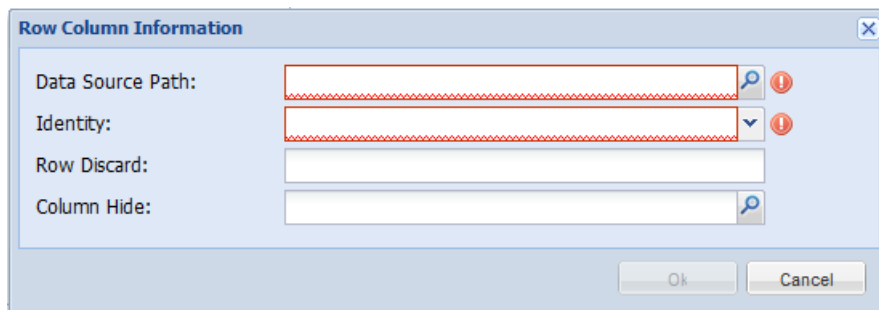 Row Column Information
Data Source Path:
Identity:
Row Discard:
Column Hide:
Ok Cancel